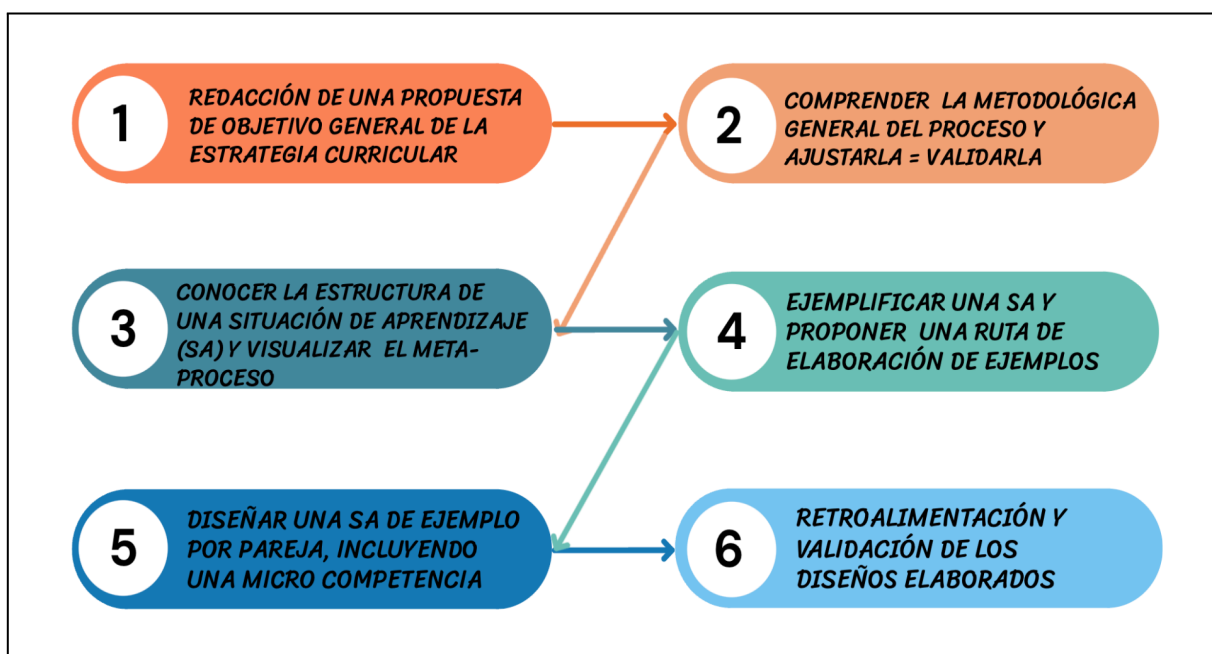 1
REDACCIÓN DE UNA PROPUESTA
DE OBJETIVO GENERAL DE LA
ESTRATEGIA CURRICULAR
2
COMPRENDER LA METODOLÓGICA
GENERAL DEL PROCESO Y
AJUSTARLA = VALIDARLA
3
CONOCER LA ESTRUCTURA DE
UNA SITUACIÓN DE APRENDIZAJE
(SA) Y VISUALIZAR EL META-
PROCESO
4
EJEMPLIFICAR UNA SA Y
PROPONER UNA RUTA DE
ELABORACIÓN DE EJEMPLOS
5
DISEÑAR UNA SA DE EJEMPLO
POR PAREJA, INCLUYENDO
UNA MICRO COMPETENCIA
6
RETROALIMENTACIÓN Y
VALIDACIÓN DE LOS
DISEÑOS ELABORADOS